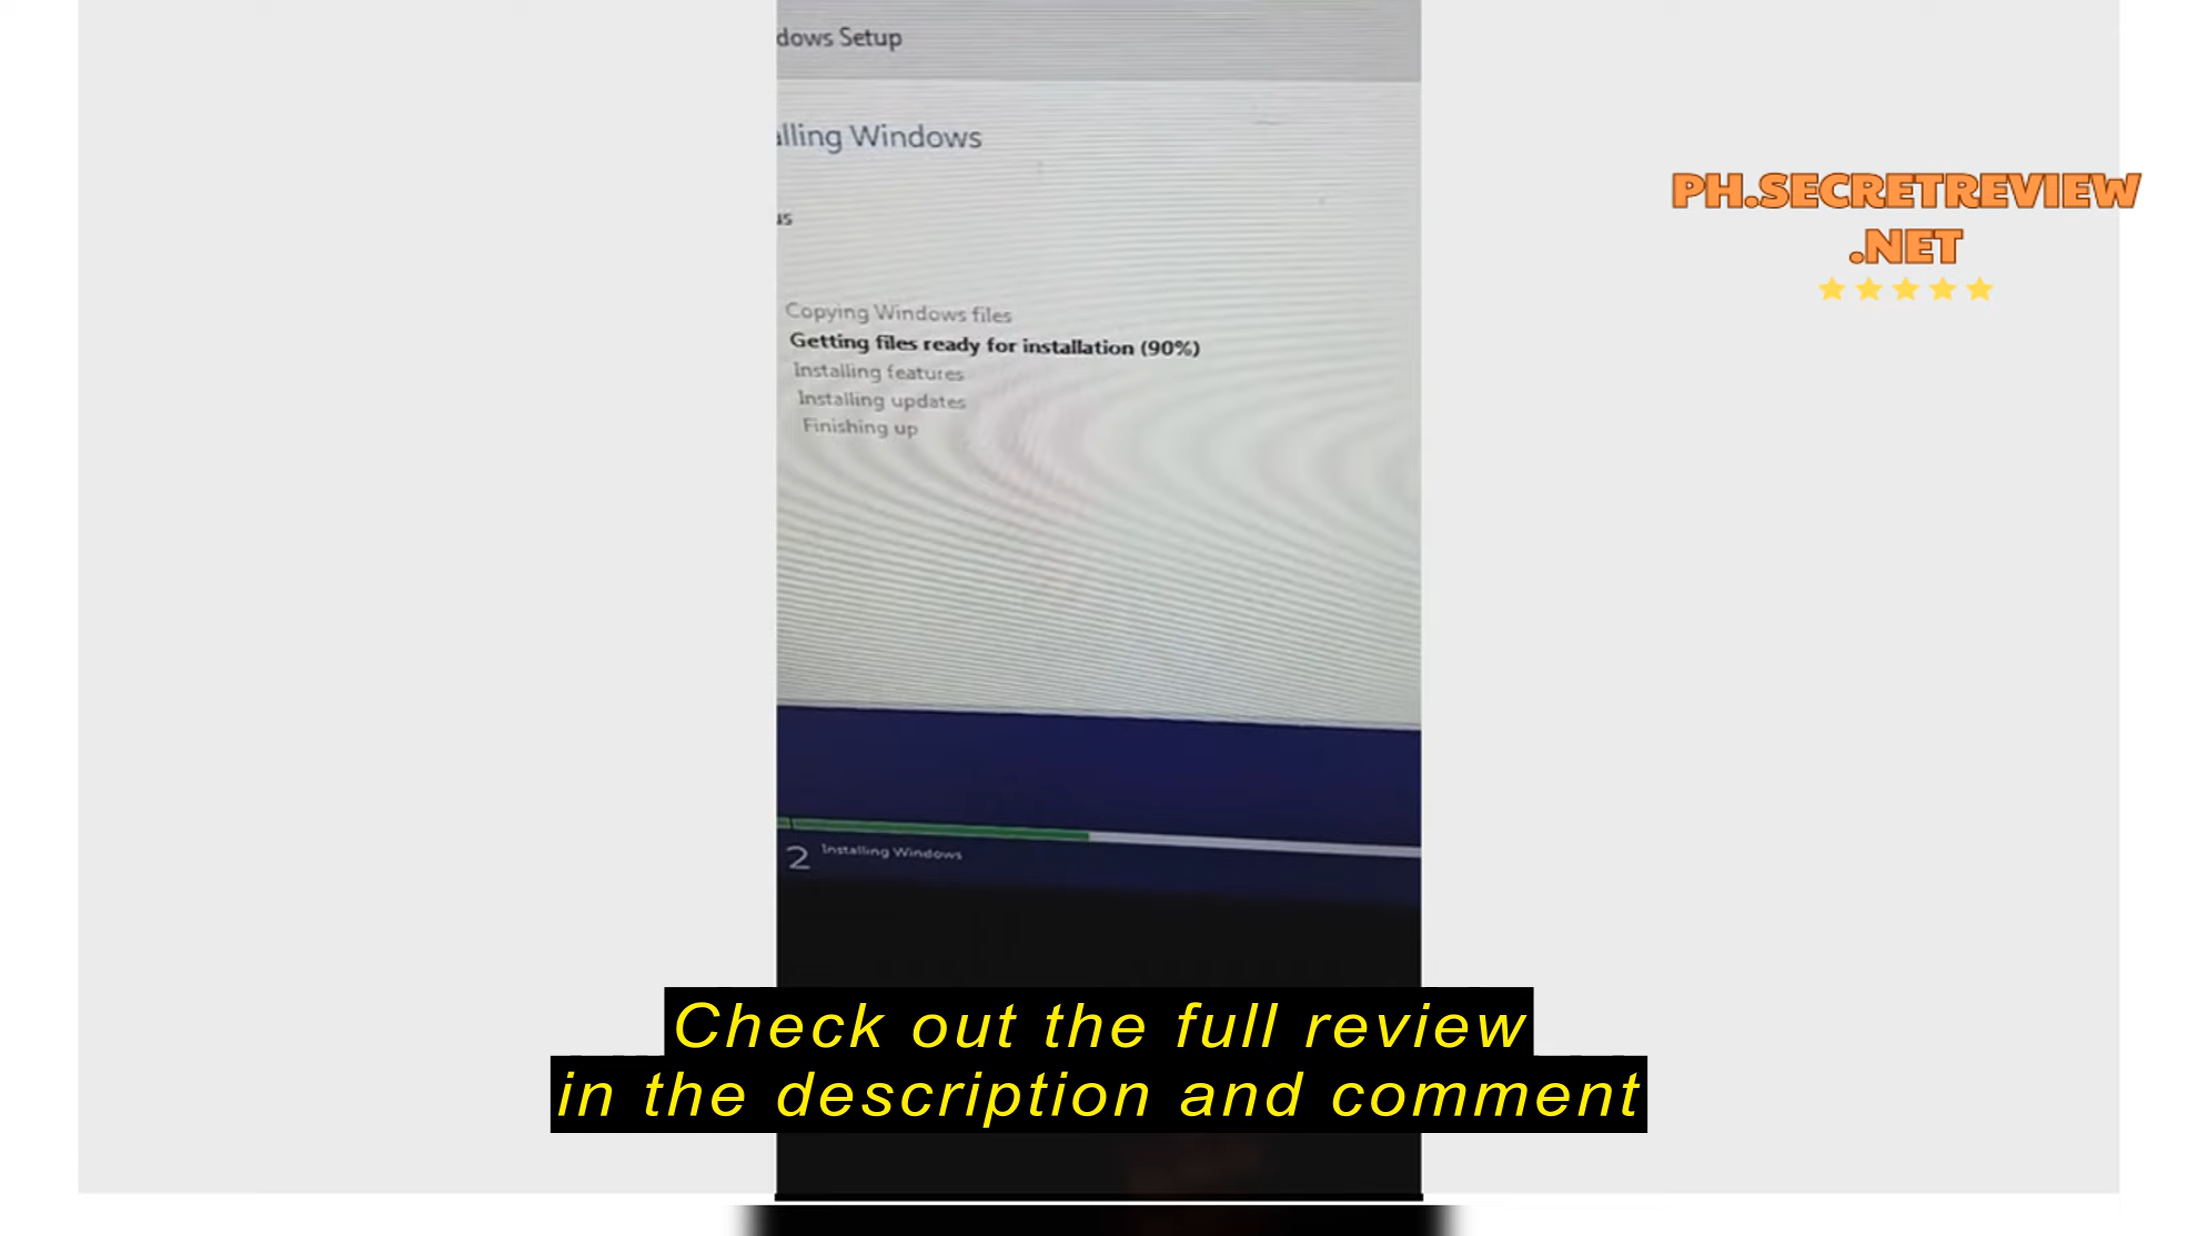 dows Setup
lling Windows
us
Copying Windows files
Getting files ready for installation (90%)
Installing features
Installing updates
Finishing up
2 Installing Windows
PH.SECRETREVIEW
.NET
Check out the full review
in the description and comment